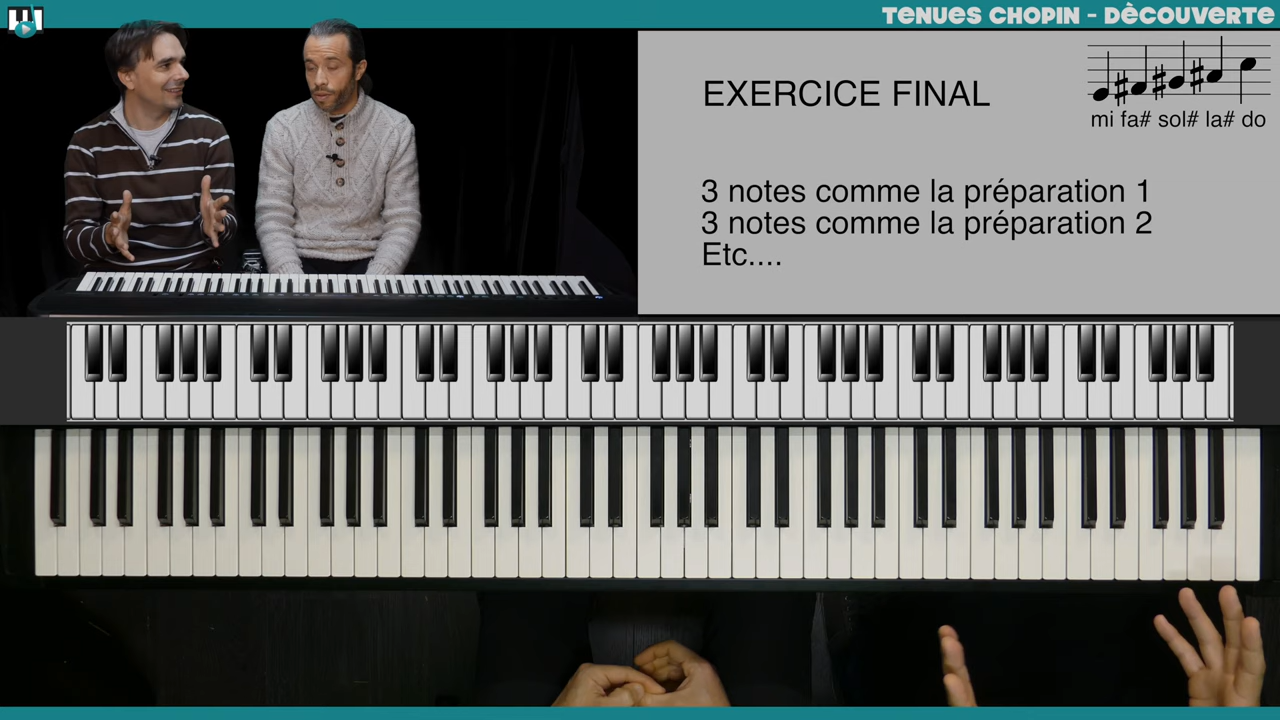 TENUES CHOPIN - DÈCOUVERTE
EXERCICE FINAL
mi fa# sol# la# do
3 notes comme la préparation 1
3 notes comme la préparation 2
Etc....